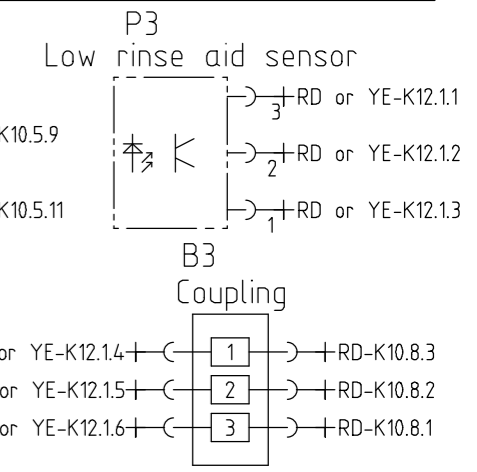 P3
Low rinse aid sensor
3 RD or YE-K12.1.1
K10.5.9
2 RD or YE-K12.1.2
K10.5.11
1 RD or YE-K12.1.3
B3
Coupling
or YE-K12.1.4 1 RD-K10.8.3
or YE-K12.1.5 2 RD-K10.8.2
or YE-K12.1.6 3 RD-K10.8.1